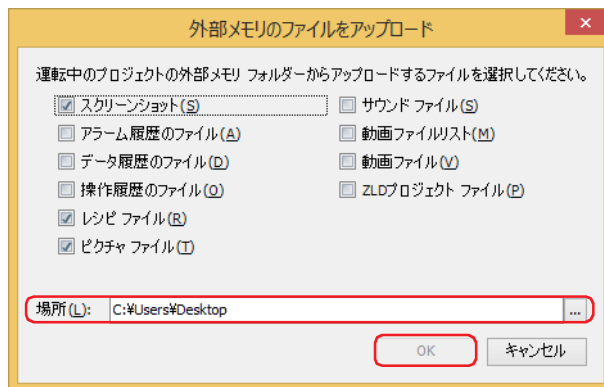 外部メモリのファイルをアップロード
運転中のプロジェクトの外部メモリ フォルダーからアップロードするファイルを選択してください。
スクリーンショット(S)
アラーム履歴のファイル(A)
データ履歴のファイル(D)
操作履歴のファイル(O)
レシピ ファイル(R)
ピクチャ ファイル(T)
サウンド ファイル(S)
動画ファイルリスト(M)
動画ファイル(V)
ZLDプロジェクト ファイル(P)
場所(L): C:¥Users¥Desktop ...
OK キャンセル